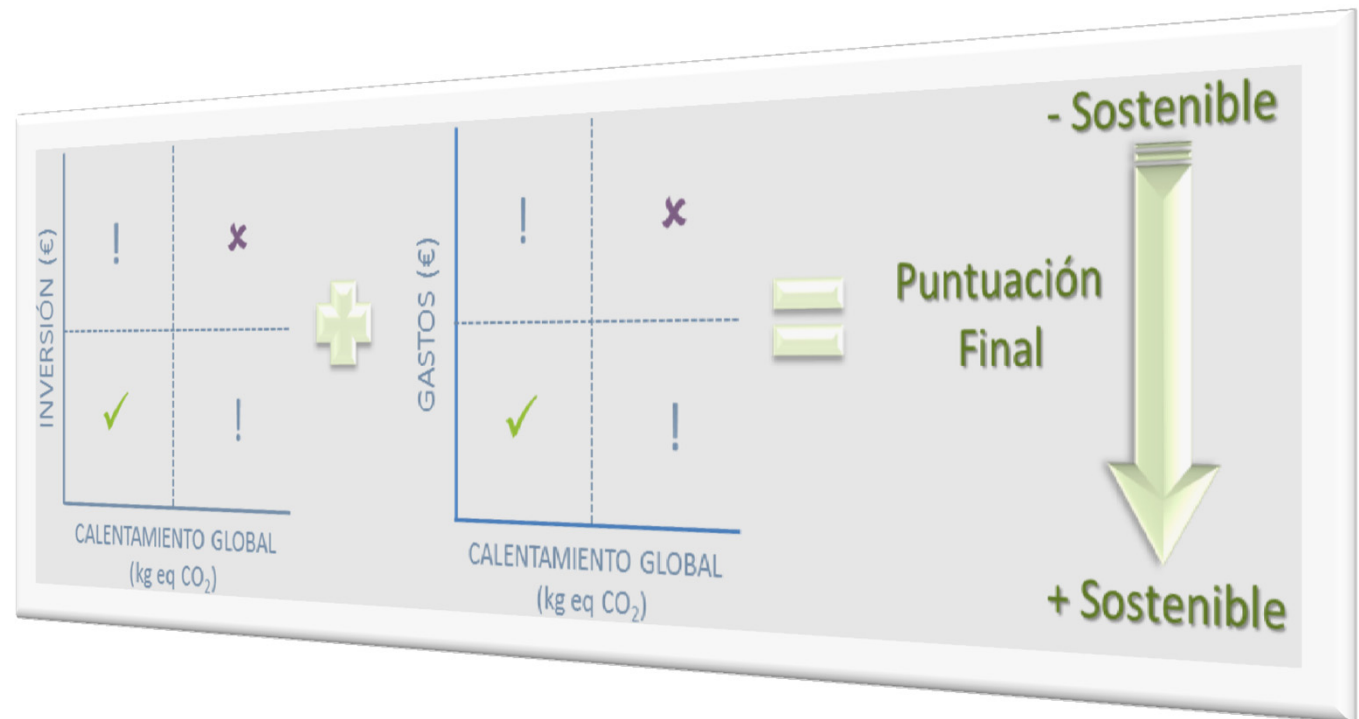 INVERSIÓN (€)
!
✘
✓
!
CALENTAMIENTO GLOBAL
(kg eq CO₂)
GASTOS (€)
!
✘
✓
!
CALENTAMIENTO GLOBAL
(kg eq CO₂)
Puntuación
Final
- Sostenible
+ Sostenible